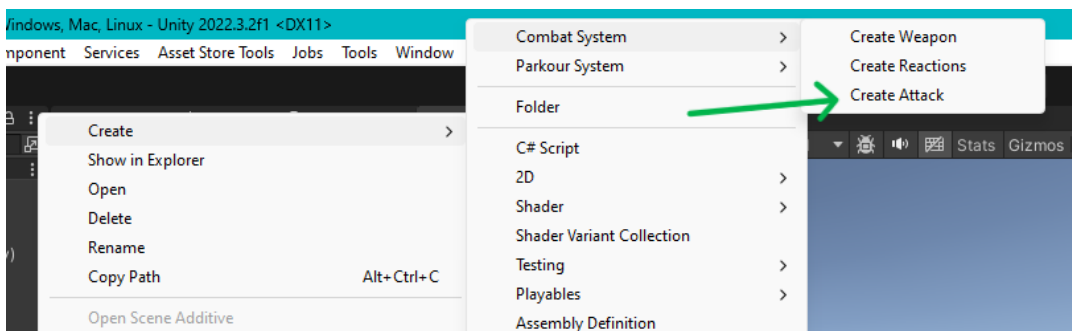 Windows, Mac, Linux - Unity 2022.3.2f1 <DX11>
mponent Services Asset Store Tools Jobs Tools Window
Create
Show in Explorer
Open
Delete
Rename
Copy Path Alt+Ctrl+C
Open Scene Additive
Combat System
Parkour System
Folder
C# Script
2D
Shader
Shader Variant Collection
Testing
Playables
Assembly Definition
Create Weapon
Create Reactions
Create Attack
Stats Gizmos